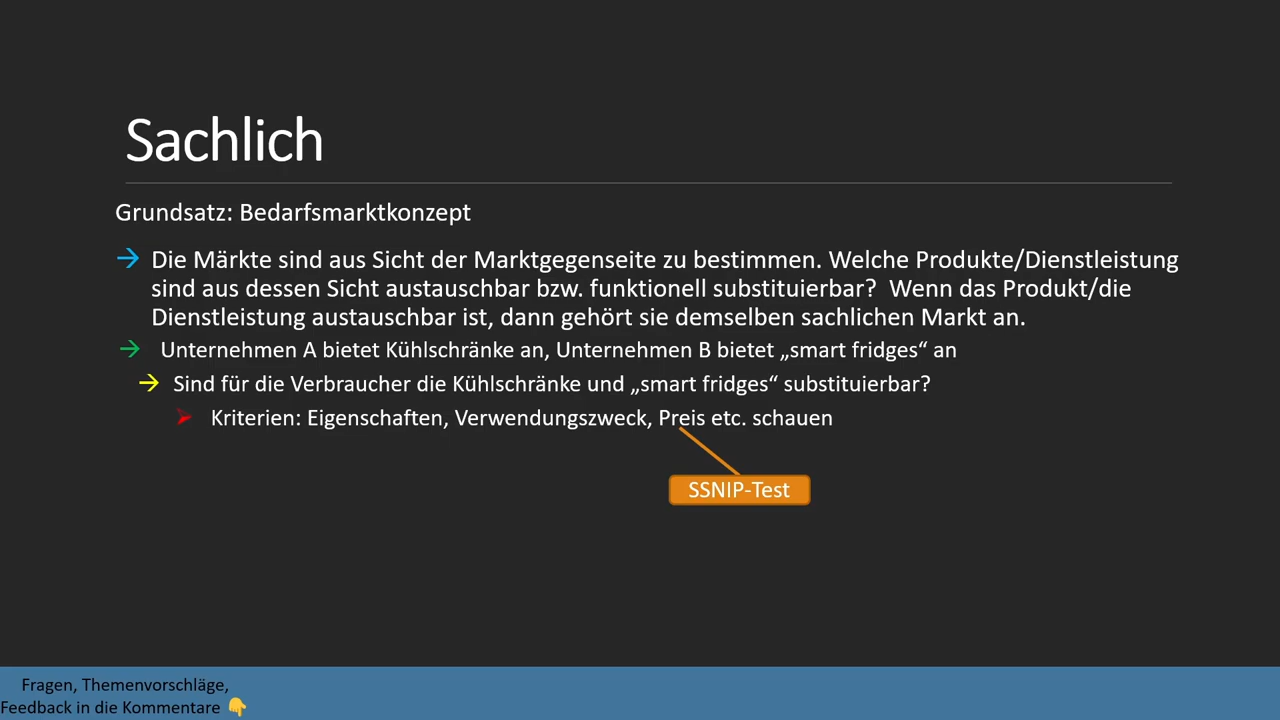 Sachlich
Grundsatz: Bedarfsmarktkonzept
Die Märkte sind aus Sicht der Marktgegenseite zu bestimmen. Welche Produkte/Dienstleistung
sind aus dessen Sicht austauschbar bzw. funktionell substituierbar?  Wenn das Produkt/die
Dienstleistung austauschbar ist, dann gehört sie demselben sachlichen Markt an.
Unternehmen A bietet Kühlschränke an, Unternehmen B bietet „smart fridges“ an
Sind für die Verbraucher die Kühlschränke und „smart fridges“ substituierbar?
Kriterien: Eigenschaften, Verwendungszweck, Preis etc. schauen
SSNIP-Test
Fragen, Themenvorschläge,
Feedback in die Kommentare 👇